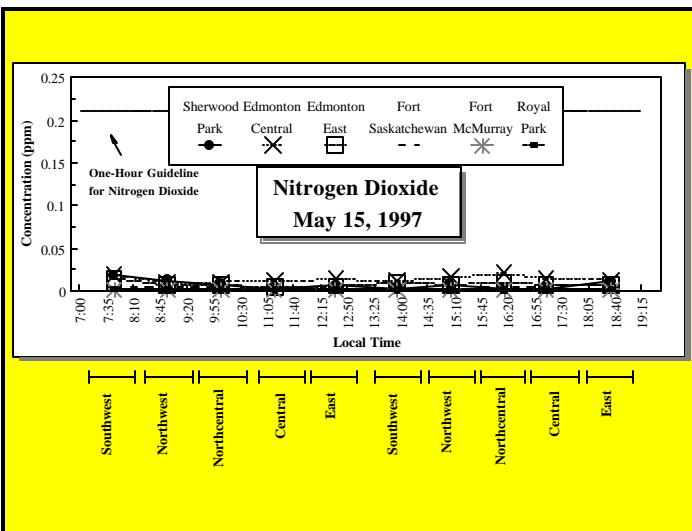 0.25
0.2
0.15
0.1
0.05
0
Concentration (ppm)
Sherwood Edmonton Edmonton Fort Fort Royal
Park Central East Saskatchewan McMurray Park
One-Hour Guideline
for Nitrogen Dioxide
Nitrogen Dioxide
May 15, 1997
7:00 7:35 8:10 8:45 9:20 9:55 10:30 11:05 11:40 12:15 12:50 13:25 14:00 14:35 15:10 15:45 16:20 16:55 17:30 18:05 18:40 19:15
Local Time
Southwest Northwest Northcentral Central East Southwest Northwest Northcentral Central East